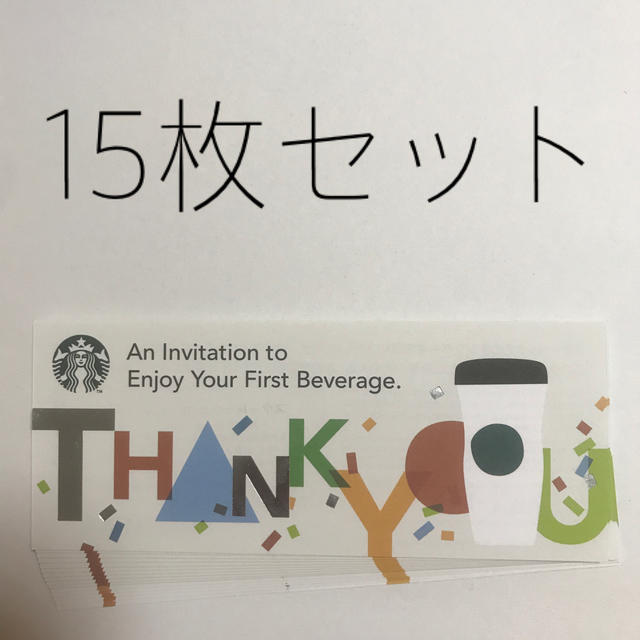 15枚セット
An Invitation to
Enjoy Your First Beverage.
THANK YOU